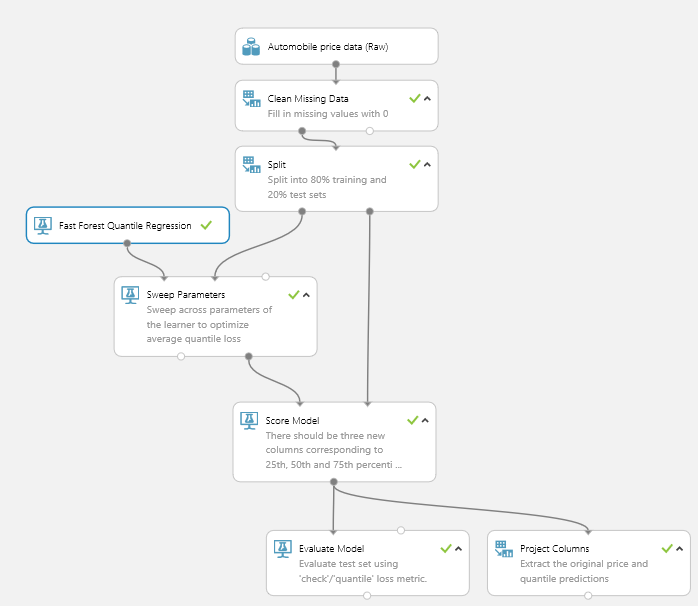 Automobile price data (Raw)
Clean Missing Data
Fill in missing values with 0
Split
Split into 80% training and
20% test sets
Fast Forest Quantile Regression
Sweep Parameters
Sweep across parameters of
the learner to optimize
average quantile loss
Score Model
There should be three new
columns corresponding to
25th, 50th and 75th percenti ...
Evaluate Model
Evaluate test set using
'check'/'quantile' loss metric.
Project Columns
Extract the original price and
quantile predictions